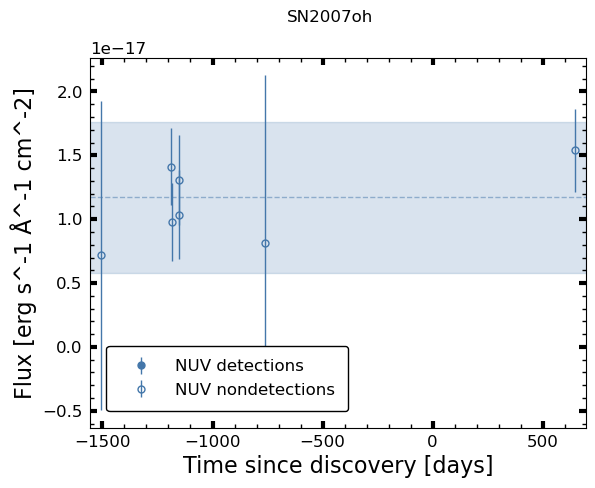 SN2007oh
1e−17
2.0
1.5
1.0
0.5
0.0
−0.5
Flux [erg s^-1 Å^-1 cm^-2]
NUV detections
NUV nondetections
−1500
−1000
−500
0
500
Time since discovery [days]